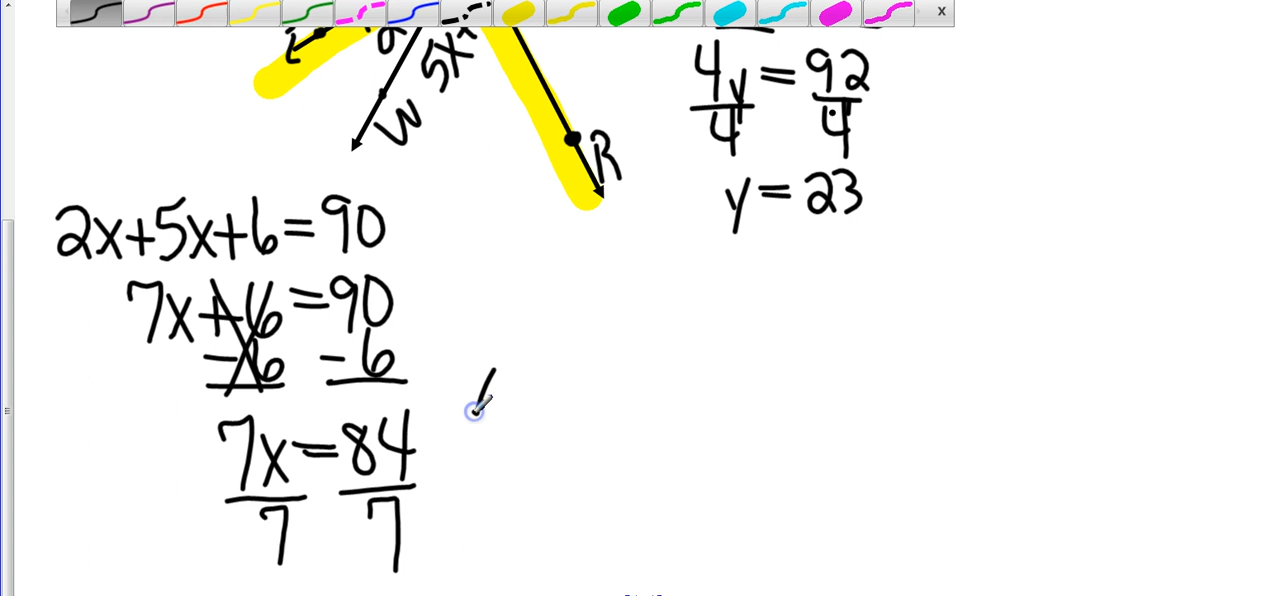 5x
W
R
4y = 92
4 4
y = 23
2x+5x+6=90
7x+6=90
-6 -6
7x=84
7 7
x